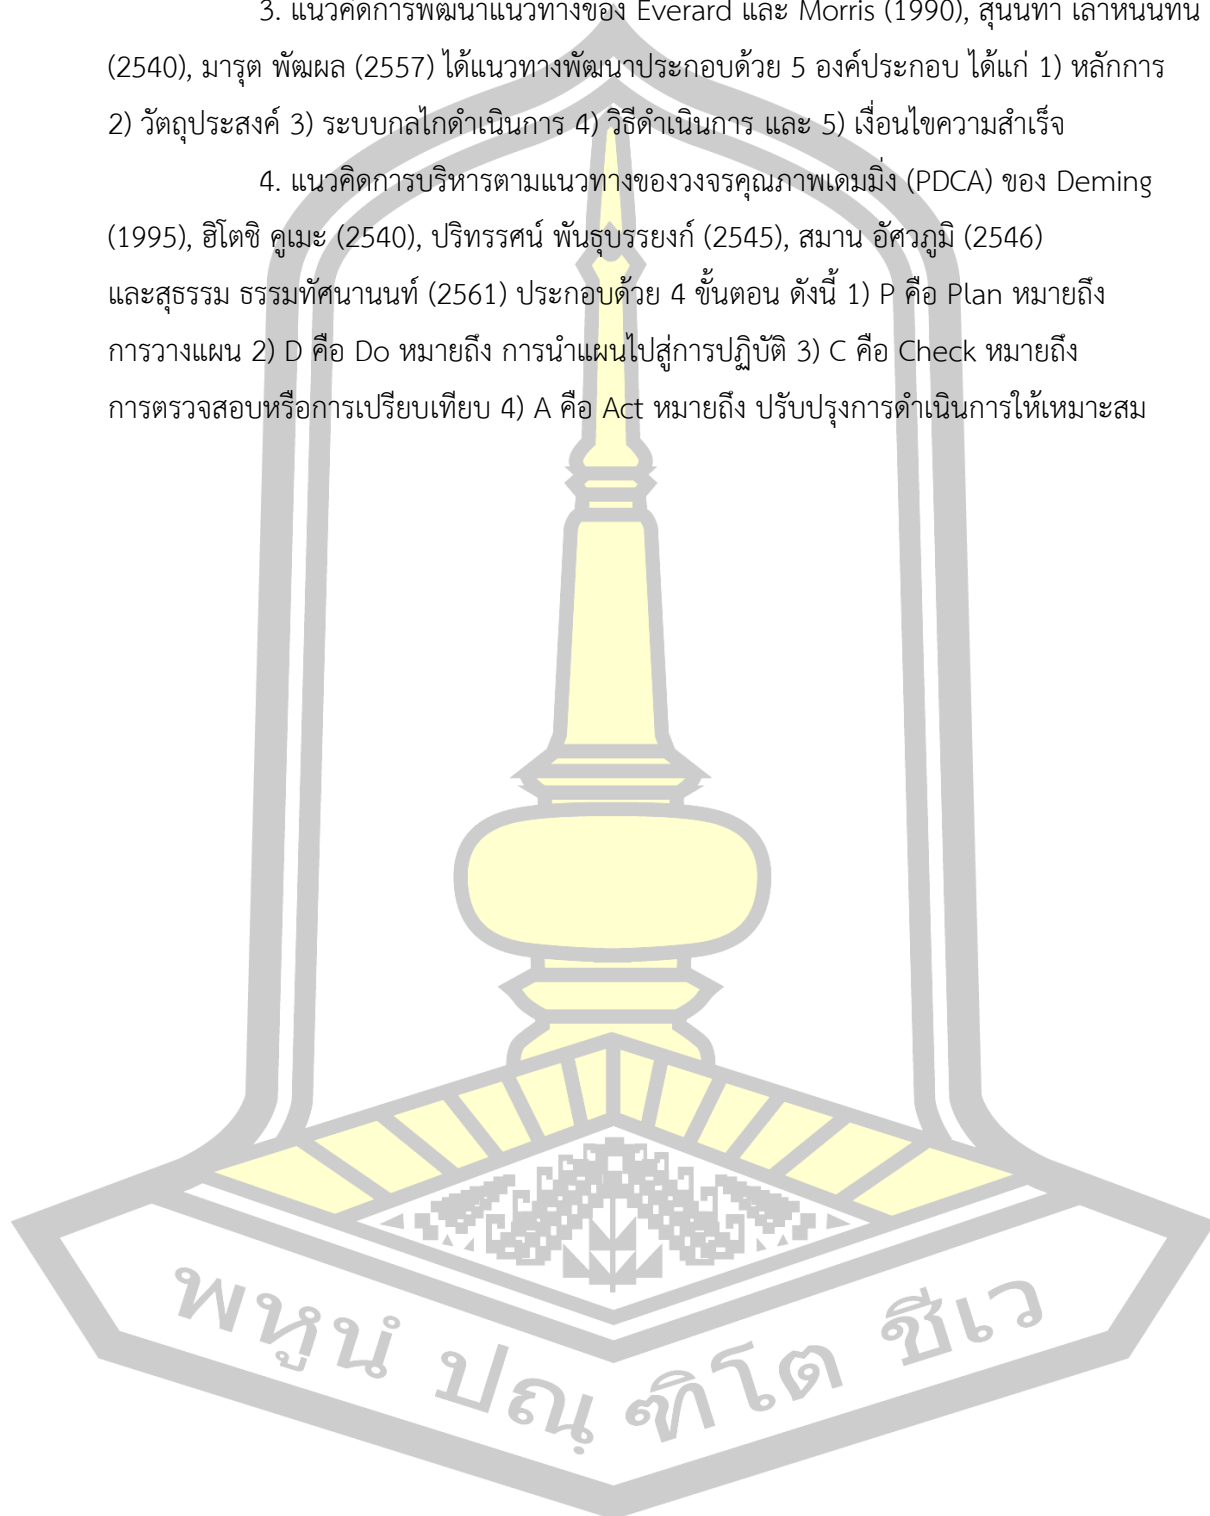 3. แนวคิดการพัฒนาแนวทางของ Everard และ Morris (1990), สุนันทา เลาหนันทน์
(2540), มารุต พัฒผล (2557) ได้แนวทางพัฒนาประกอบด้วย 5 องค์ประกอบ ได้แก่ 1) หลักการ
2) วัตถุประสงค์ 3) ระบบกลไกดำเนินการ 4) วิธีดำเนินการ และ 5) เงื่อนไขความสำเร็จ
4. แนวคิดการบริหารตามแนวทางของวงจรคุณภาพเดมมิ่ง (PDCA) ของ Deming
(1995), ฮิโตชิ คูเมะ (2540), ปริทรรศน์ พันธุบรรยงก์ (2545), สมาน อัศวภูมิ (2546)
และสุธรรม ธรรมทัศนานนท์ (2561) ประกอบด้วย 4 ขั้นตอน ดังนี้ 1) P คือ Plan หมายถึง
การวางแผน 2) D คือ Do หมายถึง การนำแผนไปสู่การปฏิบัติ 3) C คือ Check หมายถึง
การตรวจสอบหรือการเปรียบเทียบ 4) A คือ Act หมายถึง ปรับปรุงการดำเนินการให้เหมาะสม
พหูนํ ปณฺฑิโต ชีเว